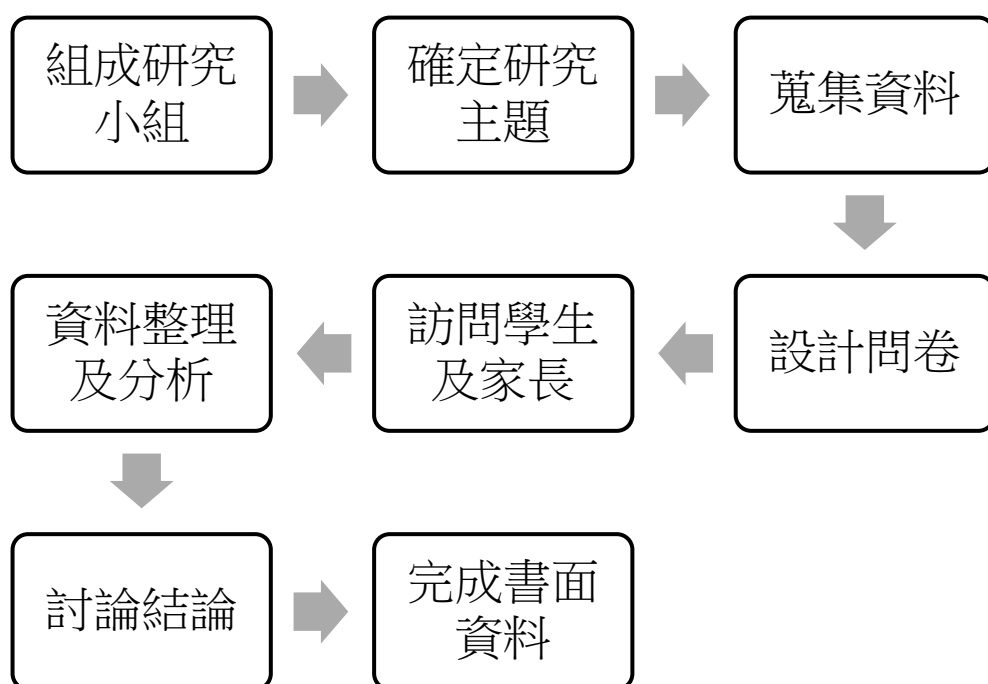 組成研究
小組
確定研究
主題
蒐集資料
設計問卷
訪問學生
及家長
資料整理
及分析
討論結論
完成書面
資料